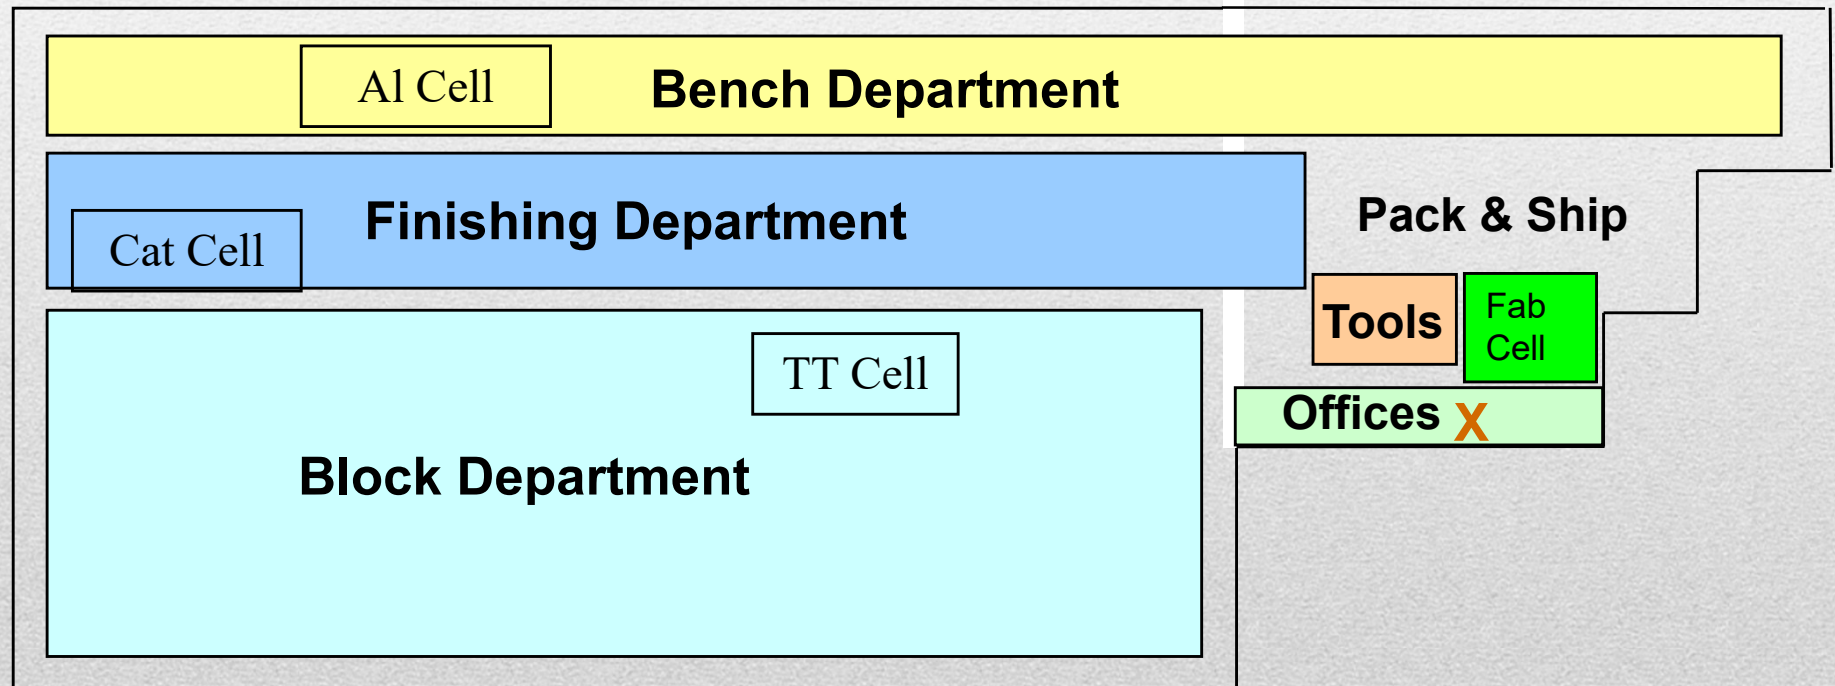 Al Cell
Bench Department
Finishing Department
Cat Cell
Pack & Ship
Tools
Fab
Cell
TT Cell
Offices X
Block Department